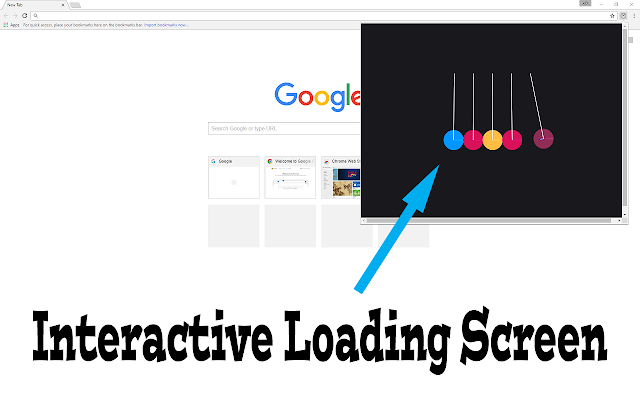 New Tab
Apps For quick access, place your bookmarks here on the bookmarks bar. Import bookmarks now...
Google
Search Google or type URL
Google
Welcome to Google
Chrome Web S
Interactive Loading Screen